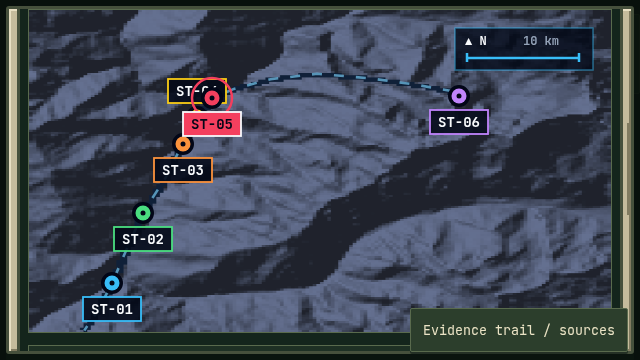 ▲ N 10 km
ST-05
ST-06
ST-03
ST-02
ST-01
Evidence trail / sources